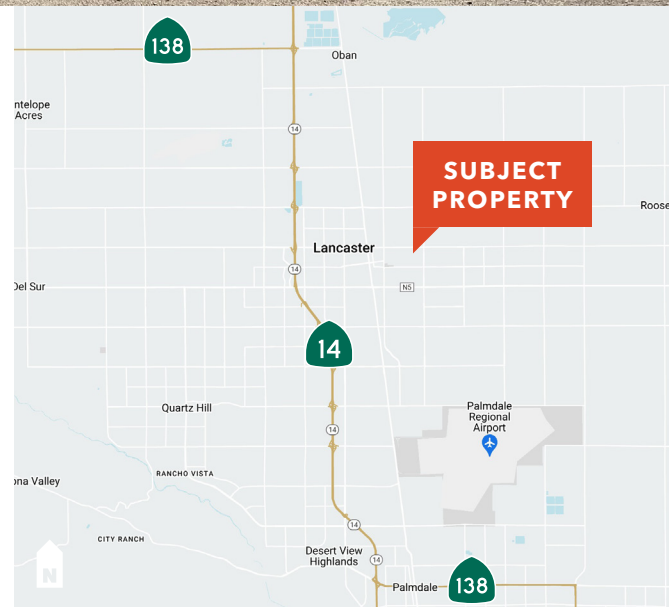 138
Oban
ntelope
Acres
14
SUBJECT
PROPERTY
Roose
Lancaster
14
Del Sur
N5
14
Quartz Hill
Palmdale
Regional
Airport
14
RANCHO VISTA
ona Valley
14
CITY RANCH
Desert View
Highlands
14
Palmdale
138
N